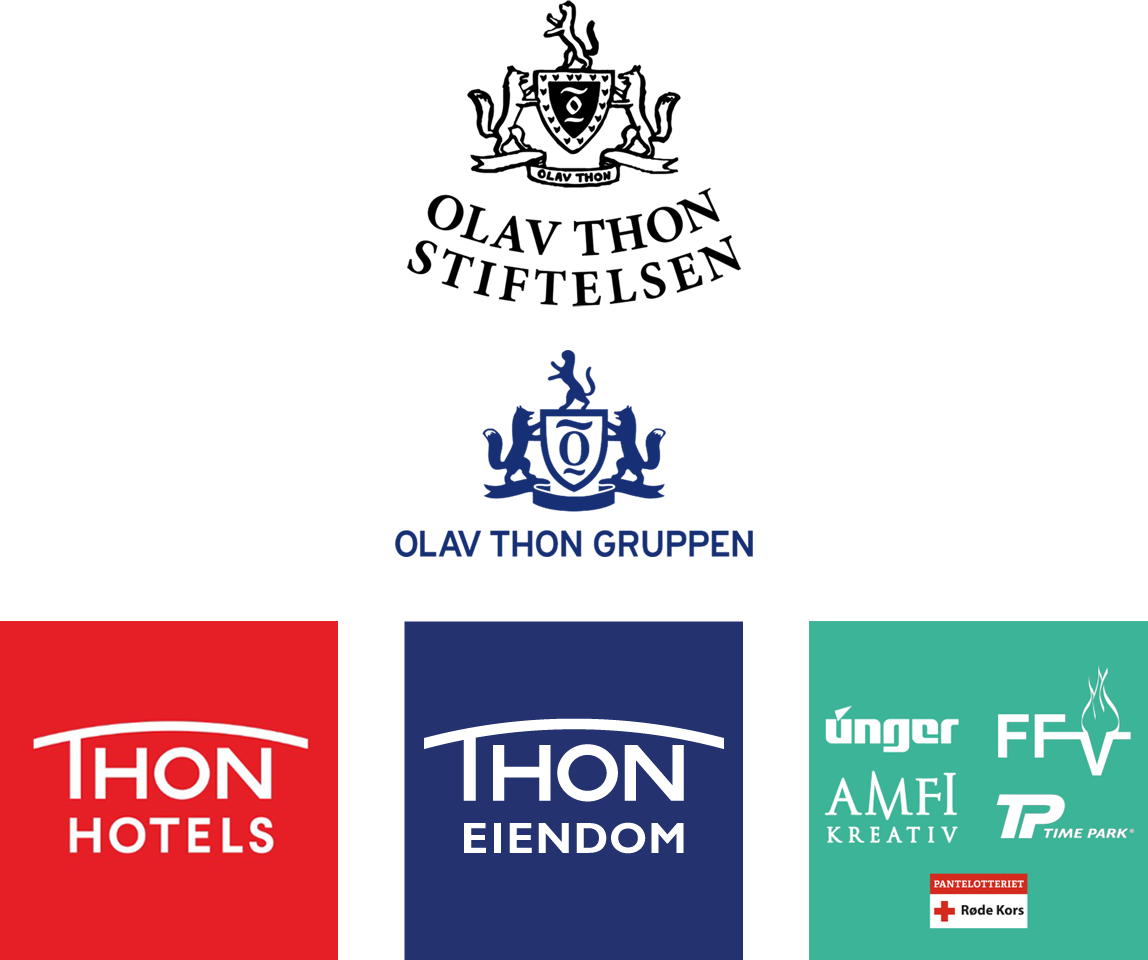 OLAV THON
OLAV THON
STIFTELSEN
OLAV THON GRUPPEN
THON
HOTELS
THON
EIENDOM
únger
FFV
AMFI
KREATIV
TP TIME PARK®
PANTELOTTERIET
Røde Kors